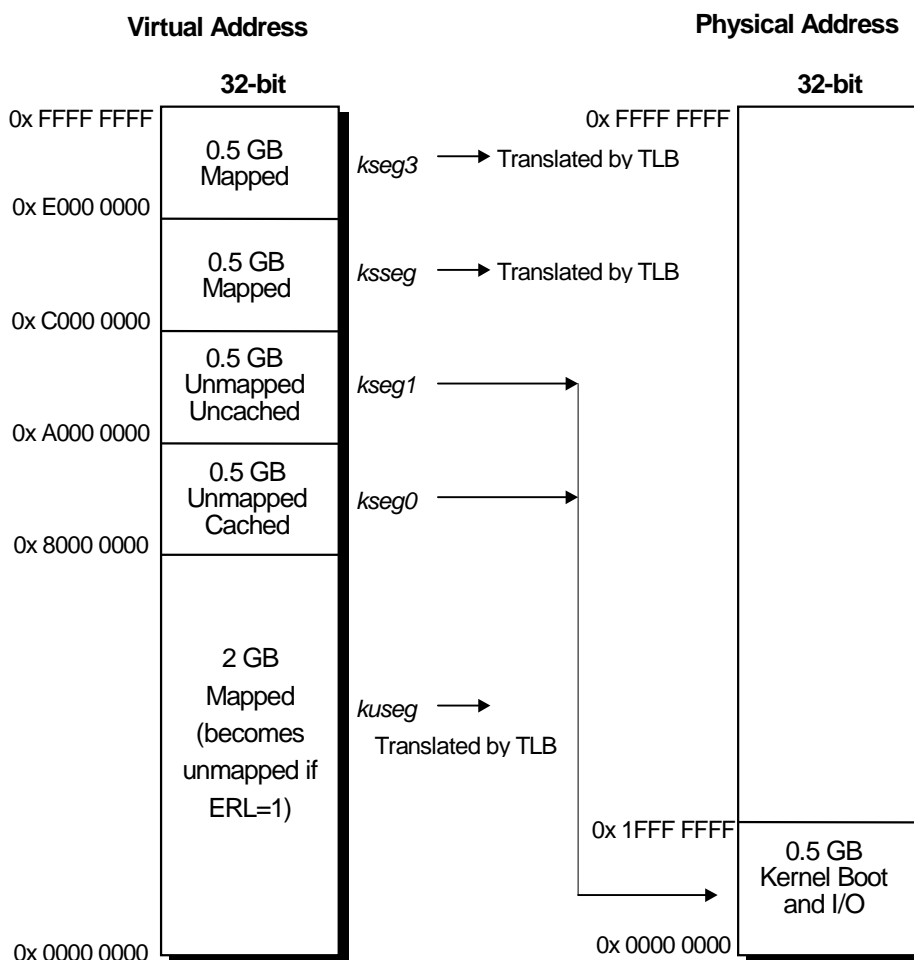 Virtual Address
32-bit
0x FFFF FFFF
0.5 GB
Mapped
kseg3
Translated by TLB
0x E000 0000
0.5 GB
Mapped
ksseg
Translated by TLB
0x C000 0000
0.5 GB
Unmapped
Uncached
kseg1
0x A000 0000
0.5 GB
Unmapped
Cached
kseg0
0x 8000 0000
2 GB
Mapped
(becomes
unmapped if
ERL=1)
kuseg
Translated by TLB
0x 0000 0000
Physical Address
32-bit
0x FFFF FFFF
0x 1FFF FFFF
0.5 GB
Kernel Boot
and I/O
0x 0000 0000